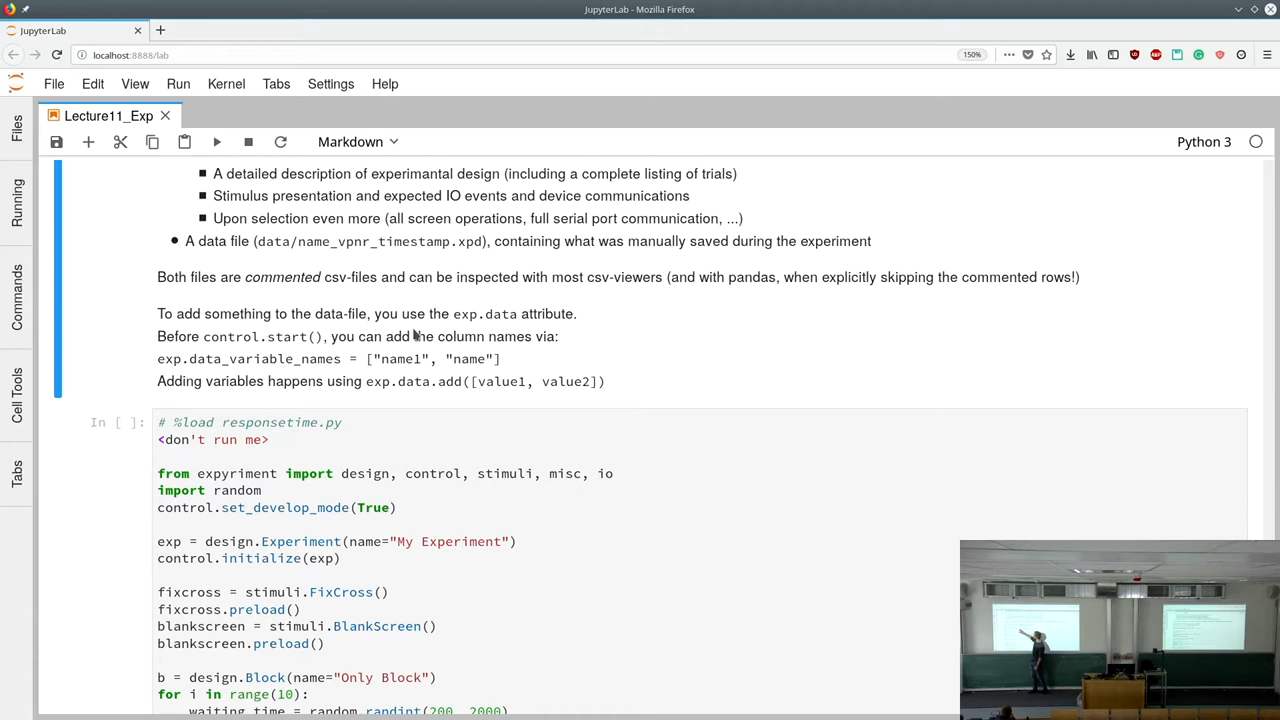 JupyterLab - Mozilla Firefox
JupyterLab
localhost:8888/lab
150%
File Edit View Run Kernel Tabs Settings Help
Lecture11_Exp
Markdown
Python 3
Files
Running
Commands
Cell Tools
Tabs
A detailed description of experimantal design (including a complete listing of trials)
Stimulus presentation and expected IO events and device communications
Upon selection even more (all screen operations, full serial port communication, ...)
A data file (data/name_vpnr_timestamp.xpd), containing what was manually saved during the experiment
Both files are commented csv-files and can be inspected with most csv-viewers (and with pandas, when explicitly skipping the commented rows!)
To add something to the data-file, you use the exp.data attribute.
Before control.start(), you can add the column names via:
exp.data_variable_names = ["name1", "name"]
Adding variables happens using exp.data.add([value1, value2])
In [ ]:
# %load responsetime.py
<don't run me>
from expyriment import design, control, stimuli, misc, io
import random
control.set_develop_mode(True)
exp = design.Experiment(name="My Experiment")
control.initialize(exp)
fixcross = stimuli.FixCross()
fixcross.preload()
blankscreen = stimuli.BlankScreen()
blankscreen.preload()
b = design.Block(name="Only Block")
for i in range(10):
waiting_time = random.randint(200, 2000)